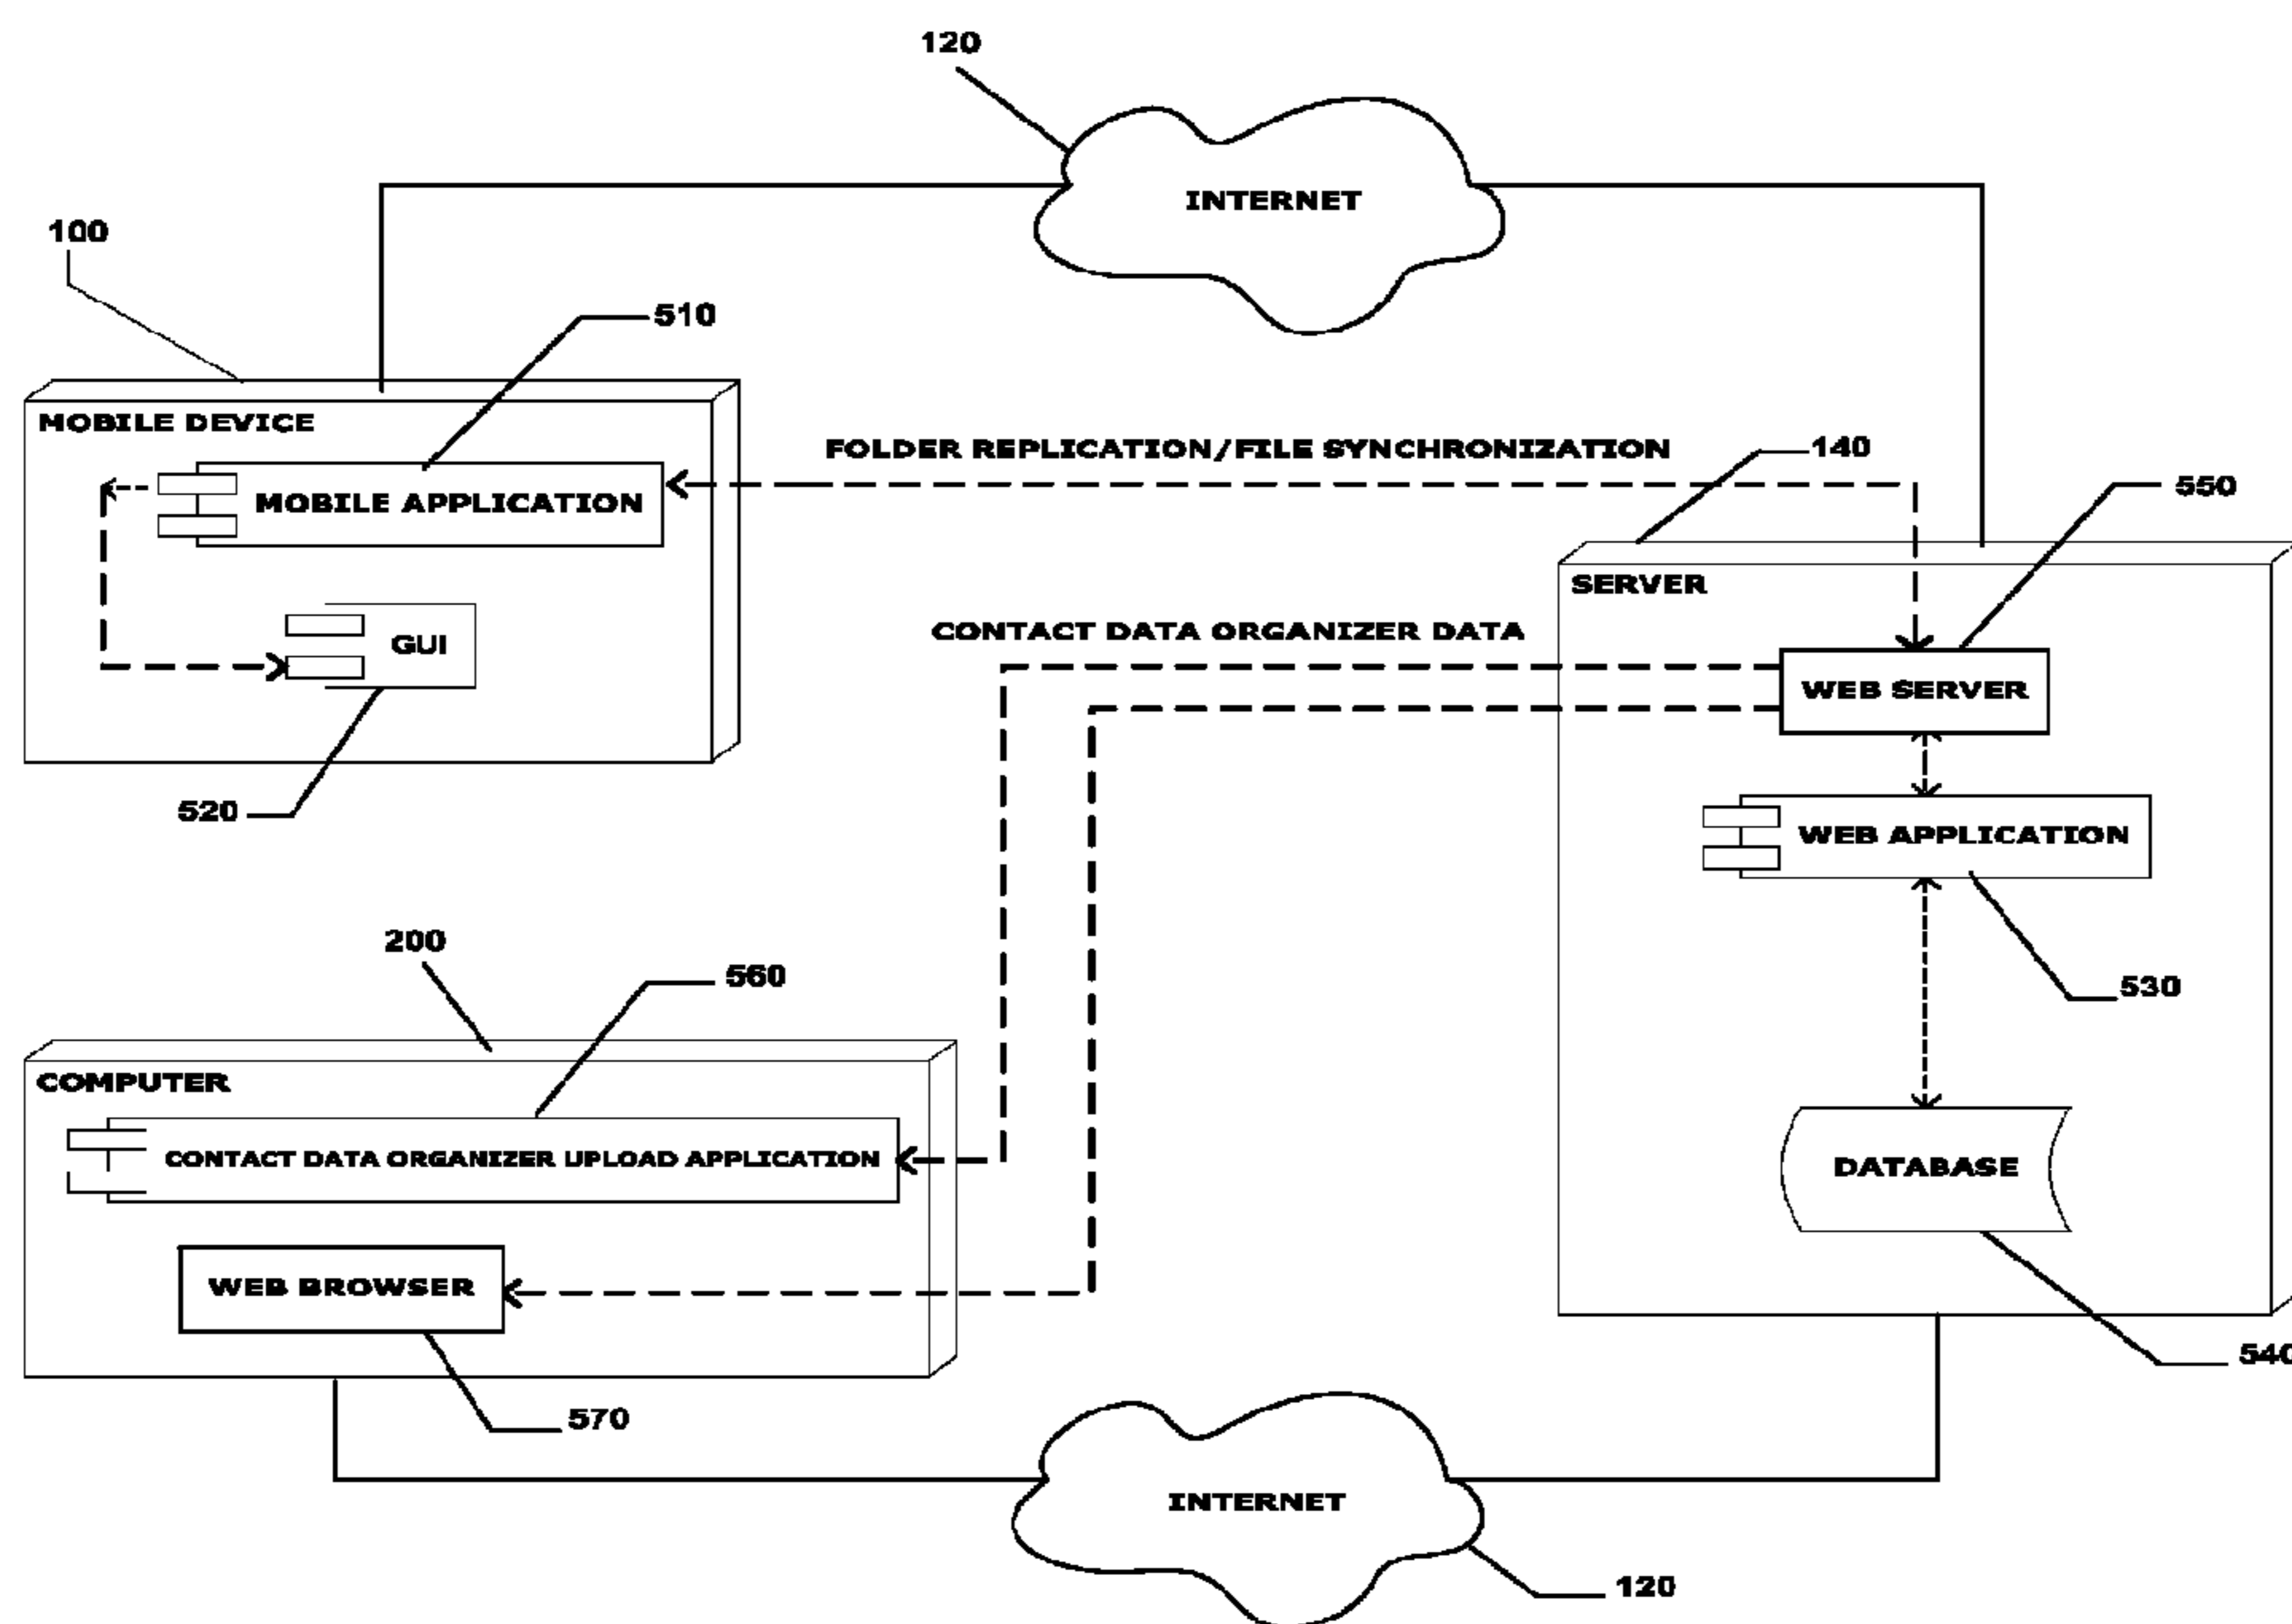 120
INTERNET
100
510
MOBILE DEVICE
MOBILE APPLICATION
GUI
520
FOLDER REPLICATION/FILE SYNCHRONIZATION
140
550
SERVER
CONTACT DATA ORGANIZER DATA
WEB SERVER
WEB APPLICATION
530
DATABASE
540
200
560
COMPUTER
CONTACT DATA ORGANIZER UPLOAD APPLICATION
WEB BROWSER
570
INTERNET
120